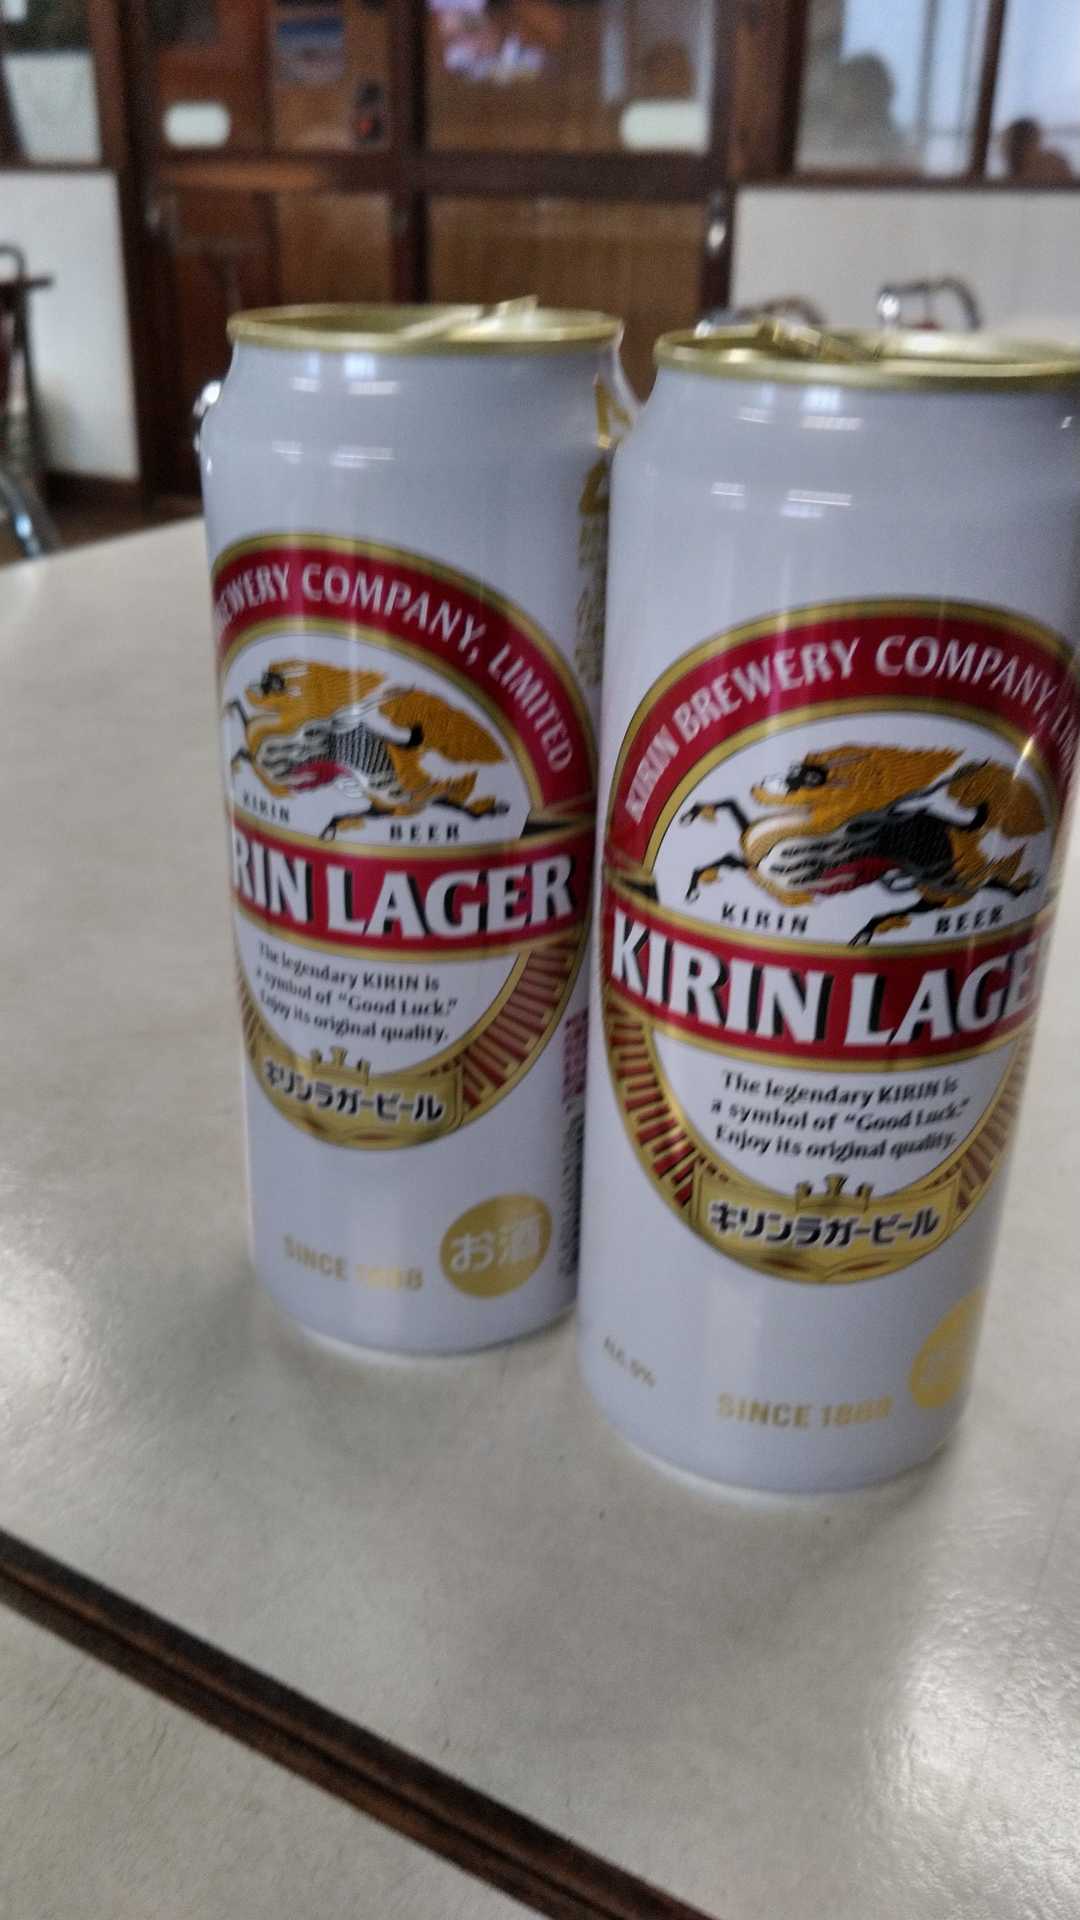 BREWERY COMPANY, LIMITED
KIRIN
BEER
RIN LAGER
The legendary KIRIN is
a symbol of "Good Luck."
Enjoy its original quality.
キリンラガービール
SINCE 1888
お酒
KIRIN BREWERY COMPANY,
KIRIN
BEER
KIRIN LAGE
The legendary KIRIN is
a symbol of "Good Luck."
Enjoy its original quality.
キリンラガービール
SINCE 1888